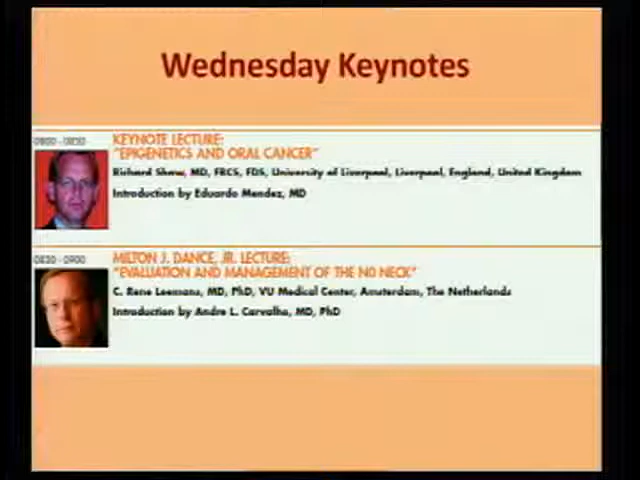 Wednesday Keynotes
0800 - 0830
KEYNOTE LECTURE:
"EPIGENETICS AND ORAL CANCER"
Richard Shaw, MD, FRCS, FDS, University of Liverpool, Liverpool, England, United Kingdom
Introduction by Eduardo Mendez, MD
0830 - 0900
MILTON J. DANCE, JR. LECTURE:
"EVALUATION AND MANAGEMENT OF THE N0 NECK"
C. Rene Leemans, MD, PhD, VU Medical Center, Amsterdam, The Netherlands
Introduction by Andre L. Carvalho, MD, PhD